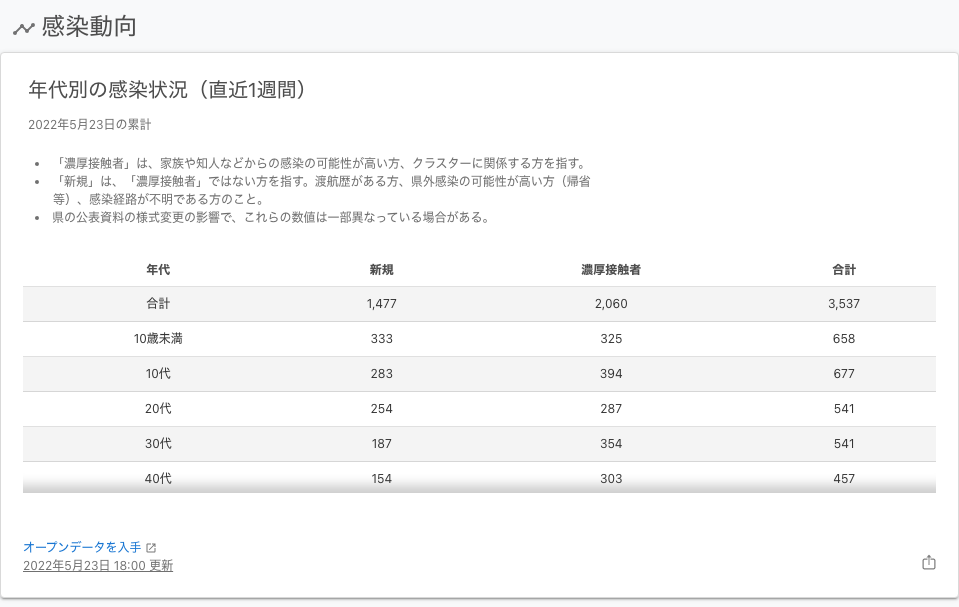 感染動向
年代別の感染状況（直近1週間）
2022年5月23日の累計
• 「濃厚接触者」は、家族や知人などからの感染の可能性が高い方、クラスターに関係する方を指す。
• 「新規」は、「濃厚接触者」ではない方を指す。渡航歴がある方、県外感染の可能性が高い方（帰省
等）、感染経路が不明である方のこと。
• 県の公表資料の様式変更の影響で、これらの数値は一部異なっている場合がある。
年代 新規 濃厚接触者 合計
合計 1,477 2,060 3,537
10歳未満 333 325 658
10代 283 394 677
20代 254 287 541
30代 187 354 541
40代 154 303 457
オープンデータを入手
2022年5月23日 18:00 更新